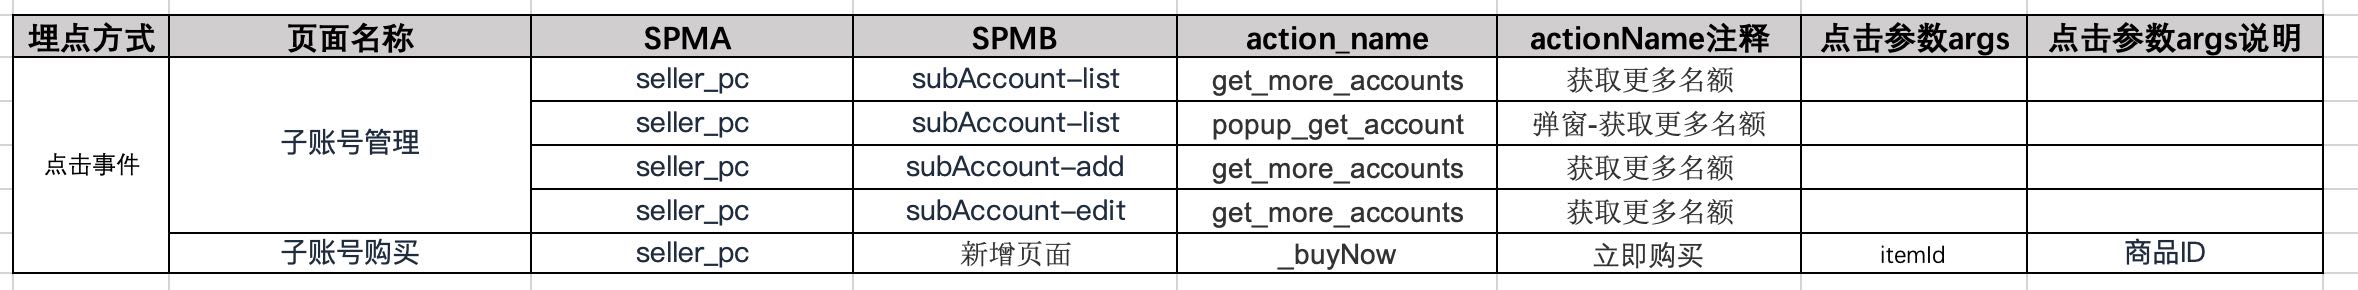 埋点方式 页面名称 SPMA SPMB action_name actionName注释 点击参数args 点击参数args说明
点击事件 子账号管理 seller_pc subAccount-list get_more_accounts 获取更多名额
seller_pc subAccount-list popup_get_account 弹窗-获取更多名额
seller_pc subAccount-add get_more_accounts 获取更多名额
seller_pc subAccount-edit get_more_accounts 获取更多名额
子账号购买 seller_pc 新增页面 _buyNow 立即购买 itemId 商品ID